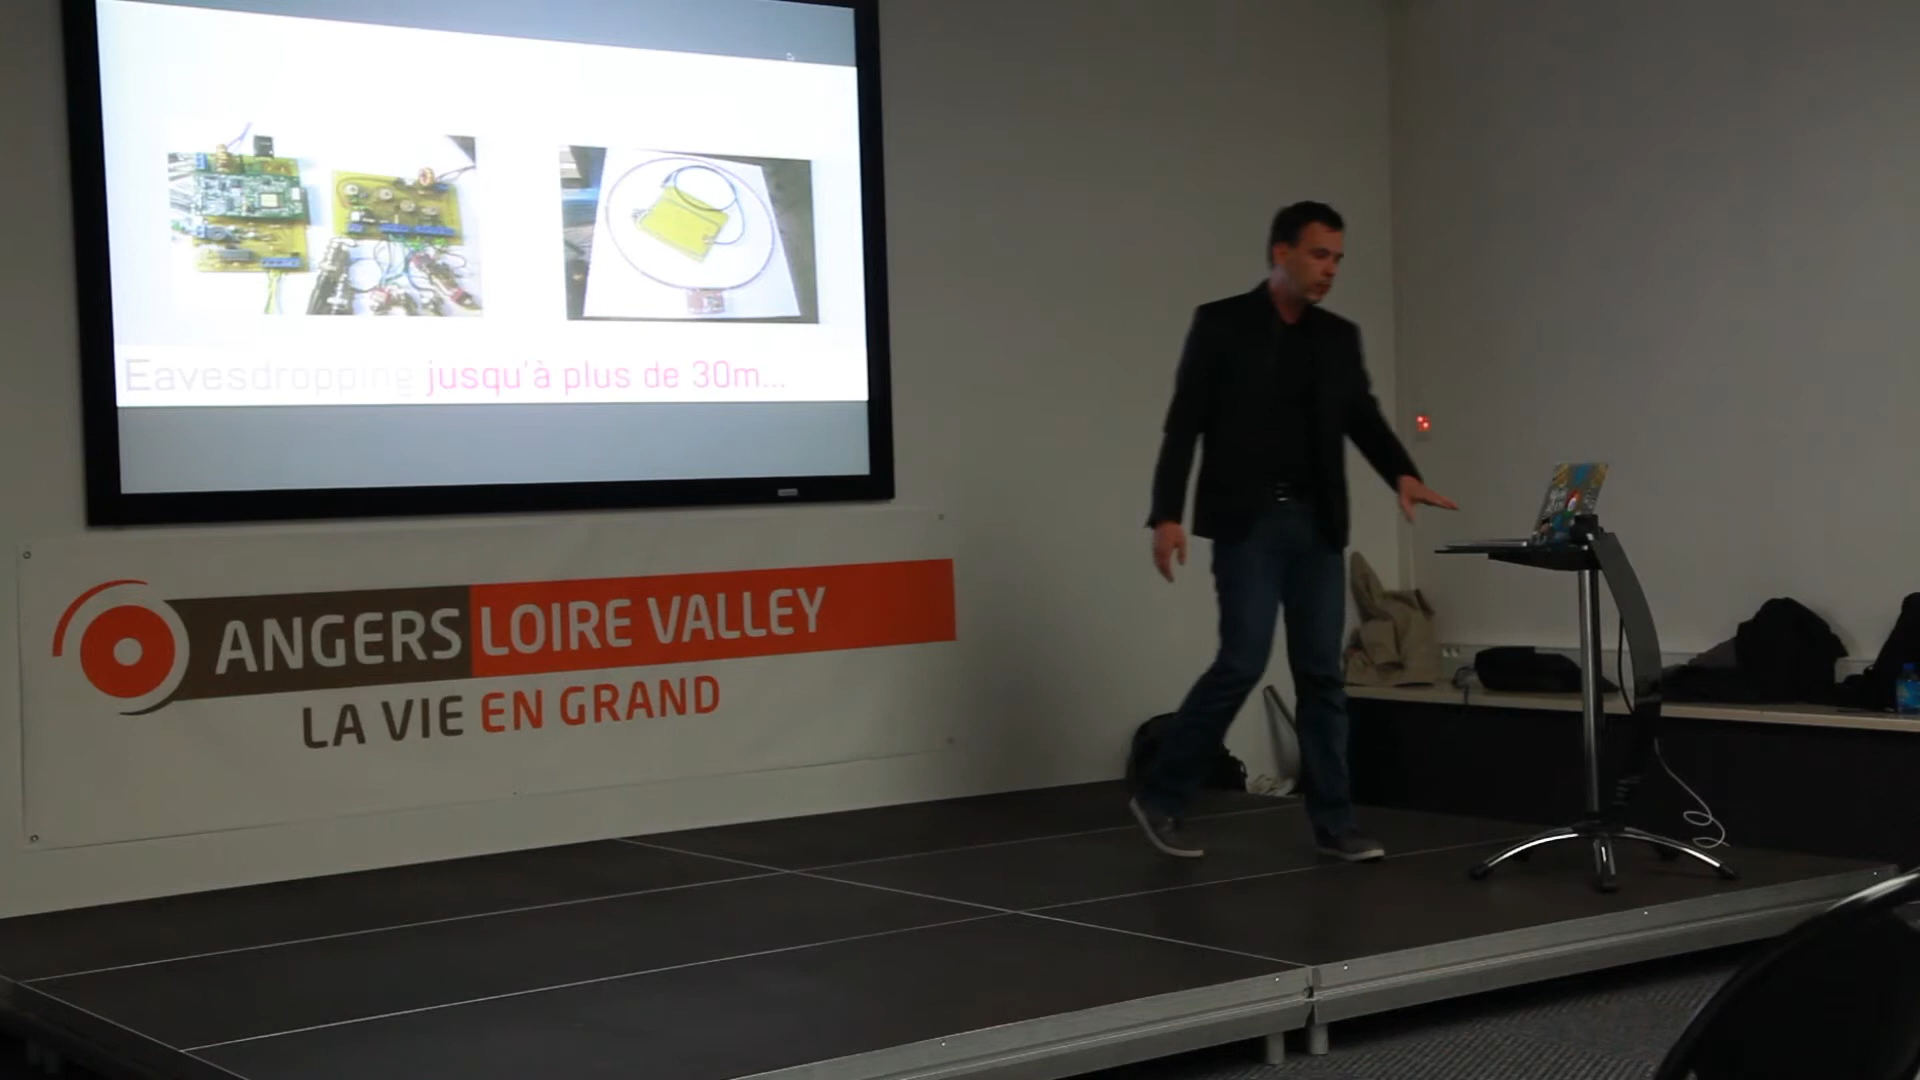 Eavesdropping jusqu'à plus de 30m...
ANGERS LOIRE VALLEY
LA VIE EN GRAND